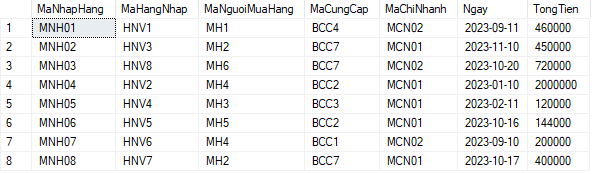 MaNhapHang MaHangNhap MaNguoiMuaHang MaCungCap MaChiNhanh Ngay TongTien
1 MNH01 HNV1 MH1 BCC4 MCN02 2023-09-11 460000
2 MNH02 HNV3 MH2 BCC7 MCN01 2023-11-10 450000
3 MNH03 HNV8 MH6 BCC7 MCN02 2023-10-20 720000
4 MNH04 HNV2 MH4 BCC2 MCN01 2023-01-10 2000000
5 MNH05 HNV4 MH3 BCC3 MCN01 2023-02-11 120000
6 MNH06 HNV5 MH5 BCC2 MCN01 2023-10-16 144000
7 MNH07 HNV6 MH4 BCC1 MCN02 2023-09-10 200000
8 MNH08 HNV7 MH2 BCC7 MCN01 2023-10-17 400000